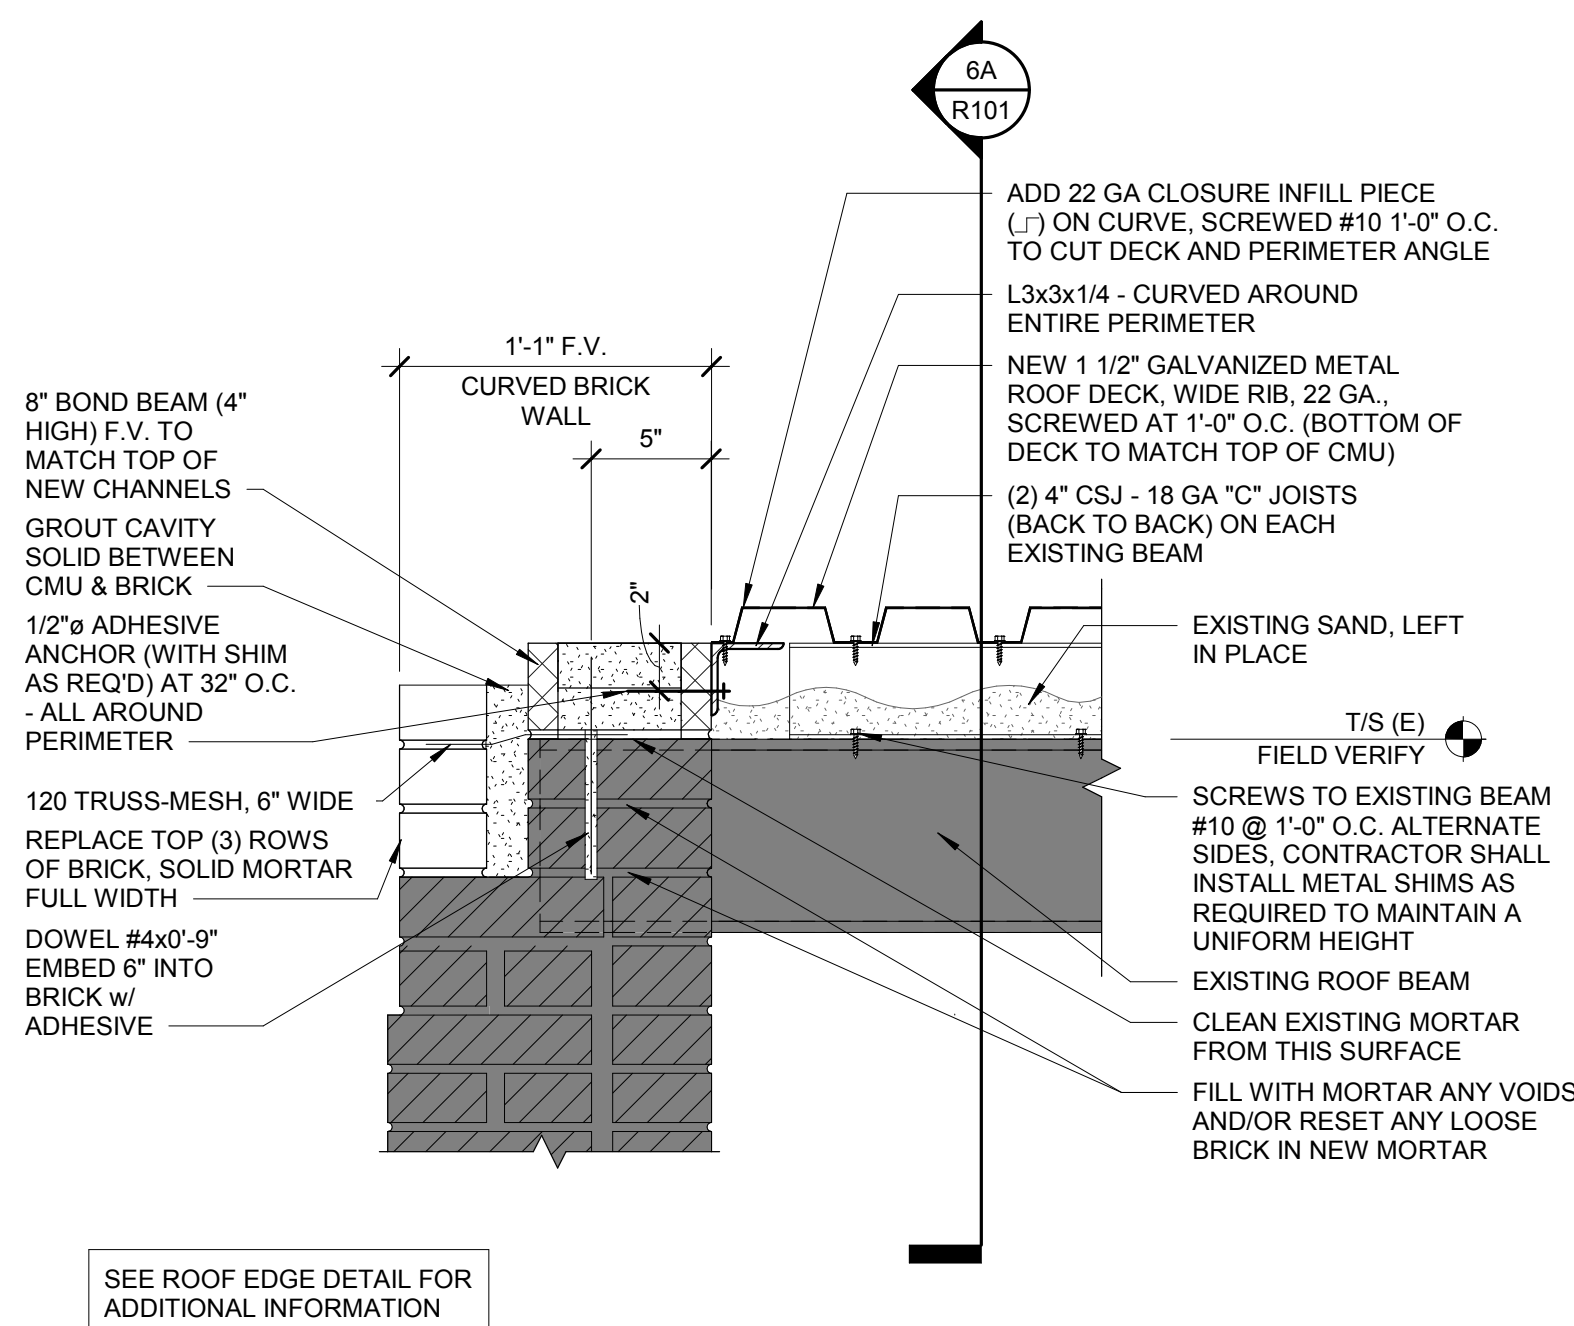 6A
R101
ADD 22 GA CLOSURE INFILL PIECE
( ) ON CURVE, SCREWED #10 1'-0" O.C.
TO CUT DECK AND PERIMETER ANGLE
L3x3x1/4 - CURVED AROUND
ENTIRE PERIMETER
NEW 1 1/2" GALVANIZED METAL
ROOF DECK, WIDE RIB, 22 GA.,
SCREWED AT 1'-0" O.C. (BOTTOM OF
DECK TO MATCH TOP OF CMU)
(2) 4" CSJ - 18 GA "C" JOISTS
(BACK TO BACK) ON EACH
EXISTING BEAM
1'-1" F.V.
CURVED BRICK
WALL
5"
2"
8" BOND BEAM (4"
HIGH) F.V. TO
MATCH TOP OF
NEW CHANNELS
GROUT CAVITY
SOLID BETWEEN
CMU & BRICK
1/2"ø ADHESIVE
ANCHOR (WITH SHIM
AS REQ'D) AT 32" O.C.
- ALL AROUND
PERIMETER
120 TRUSS-MESH, 6" WIDE
REPLACE TOP (3) ROWS
OF BRICK, SOLID MORTAR
FULL WIDTH
DOWEL #4x0'-9"
EMBED 6" INTO
BRICK w/
ADHESIVE
EXISTING SAND, LEFT
IN PLACE
T/S (E)
FIELD VERIFY
SCREWS TO EXISTING BEAM
#10 @ 1'-0" O.C. ALTERNATE
SIDES, CONTRACTOR SHALL
INSTALL METAL SHIMS AS
REQUIRED TO MAINTAIN A
UNIFORM HEIGHT
EXISTING ROOF BEAM
CLEAN EXISTING MORTAR
FROM THIS SURFACE
FILL WITH MORTAR ANY VOIDS
AND/OR RESET ANY LOOSE
BRICK IN NEW MORTAR
SEE ROOF EDGE DETAIL FOR
ADDITIONAL INFORMATION